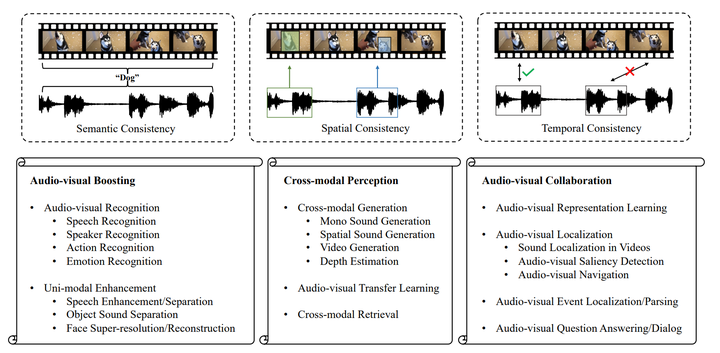 “Dog”
Semantic Consistency
Spatial Consistency
Temporal Consistency
Audio-visual Boosting
• Audio-visual Recognition
• Speech Recognition
• Speaker Recognition
• Action Recognition
• Emotion Recognition
• Uni-modal Enhancement
• Speech Enhancement/Separation
• Object Sound Separation
• Face Super-resolution/Reconstruction
Cross-modal Perception
• Cross-modal Generation
• Mono Sound Generation
• Spatial Sound Generation
• Video Generation
• Depth Estimation
• Audio-visual Transfer Learning
• Cross-modal Retrieval
Audio-visual Collaboration
• Audio-visual Representation Learning
• Audio-visual Localization
• Sound Localization in Videos
• Audio-visual Saliency Detection
• Audio-visual Navigation
• Audio-visual Event Localization/Parsing
• Audio-visual Question Answering/Dialog